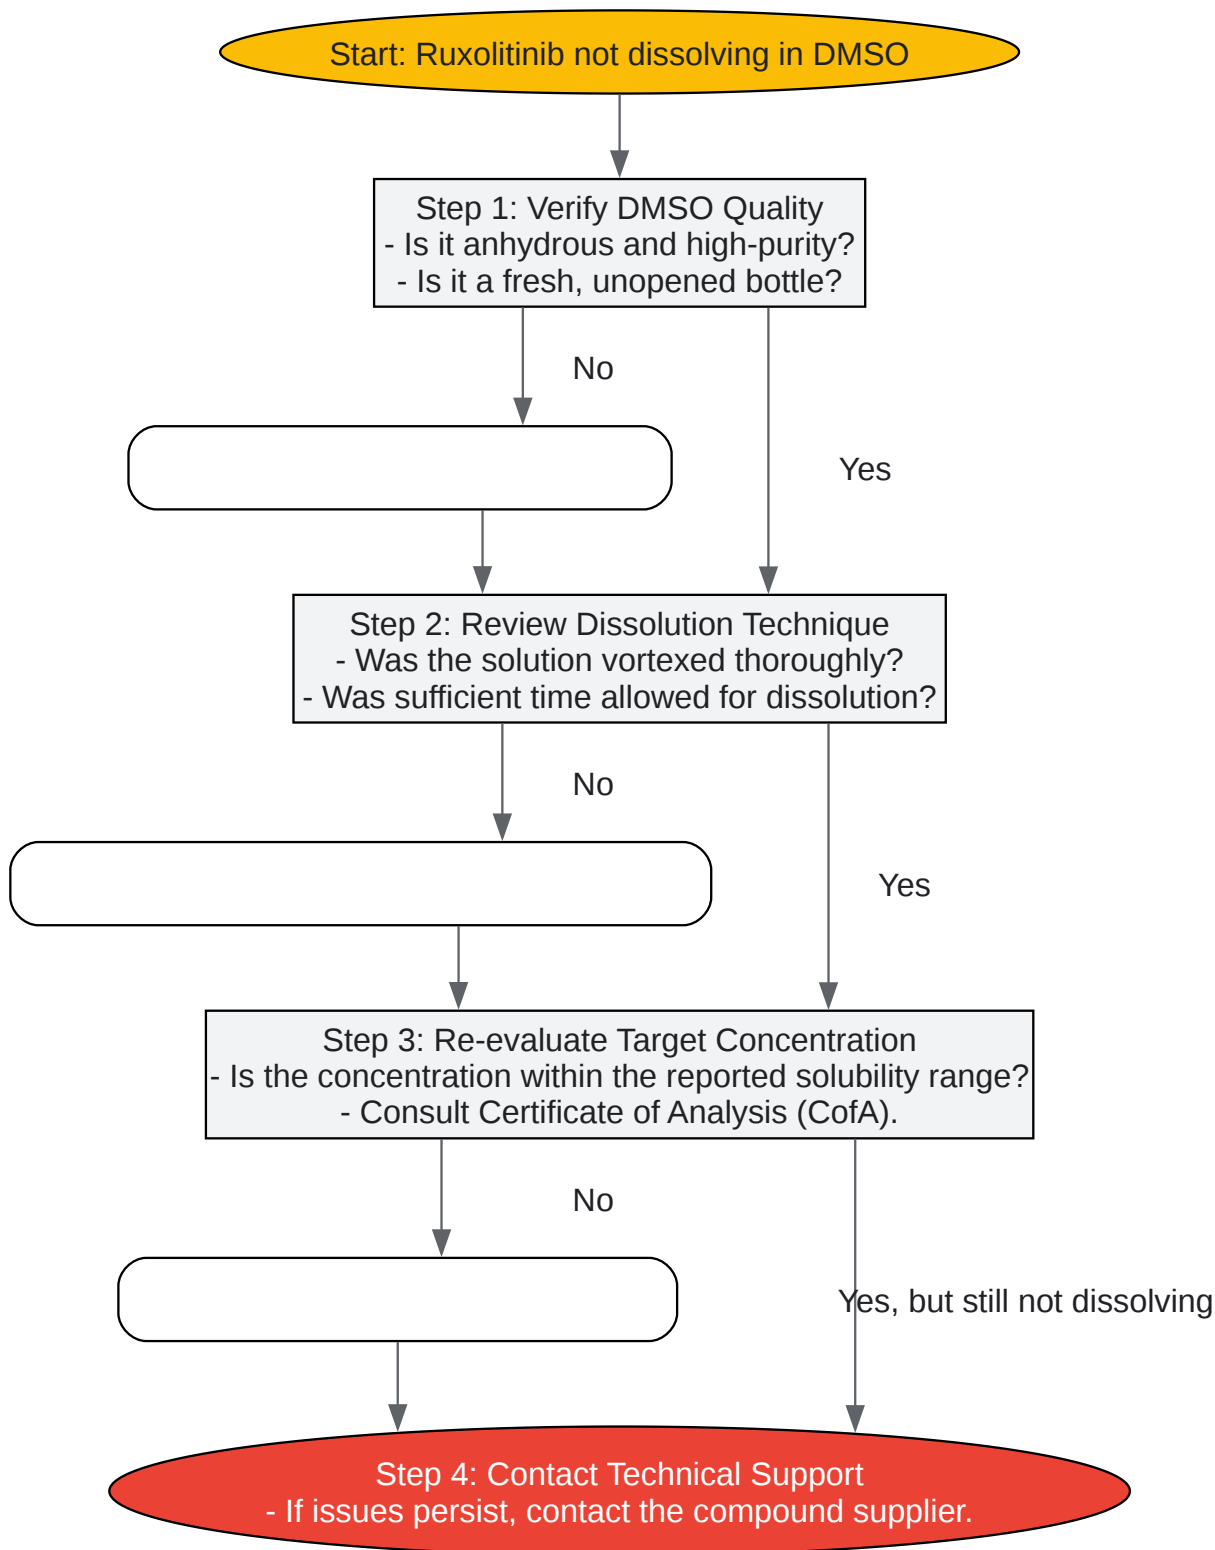 Start: Ruxolitinib not dissolving in DMSO
Step 1: Verify DMSO Quality
- Is it anhydrous and high-purity?
- Is it a fresh, unopened bottle?
No
Yes
Step 2: Review Dissolution Technique
- Was the solution vortexed thoroughly?
- Was sufficient time allowed for dissolution?
No
Yes
Step 3: Re-evaluate Target Concentration
- Is the concentration within the reported solubility range?
- Consult Certificate of Analysis (CofA).
No
Yes, but still not dissolving
Step 4: Contact Technical Support
- If issues persist, contact the compound supplier.